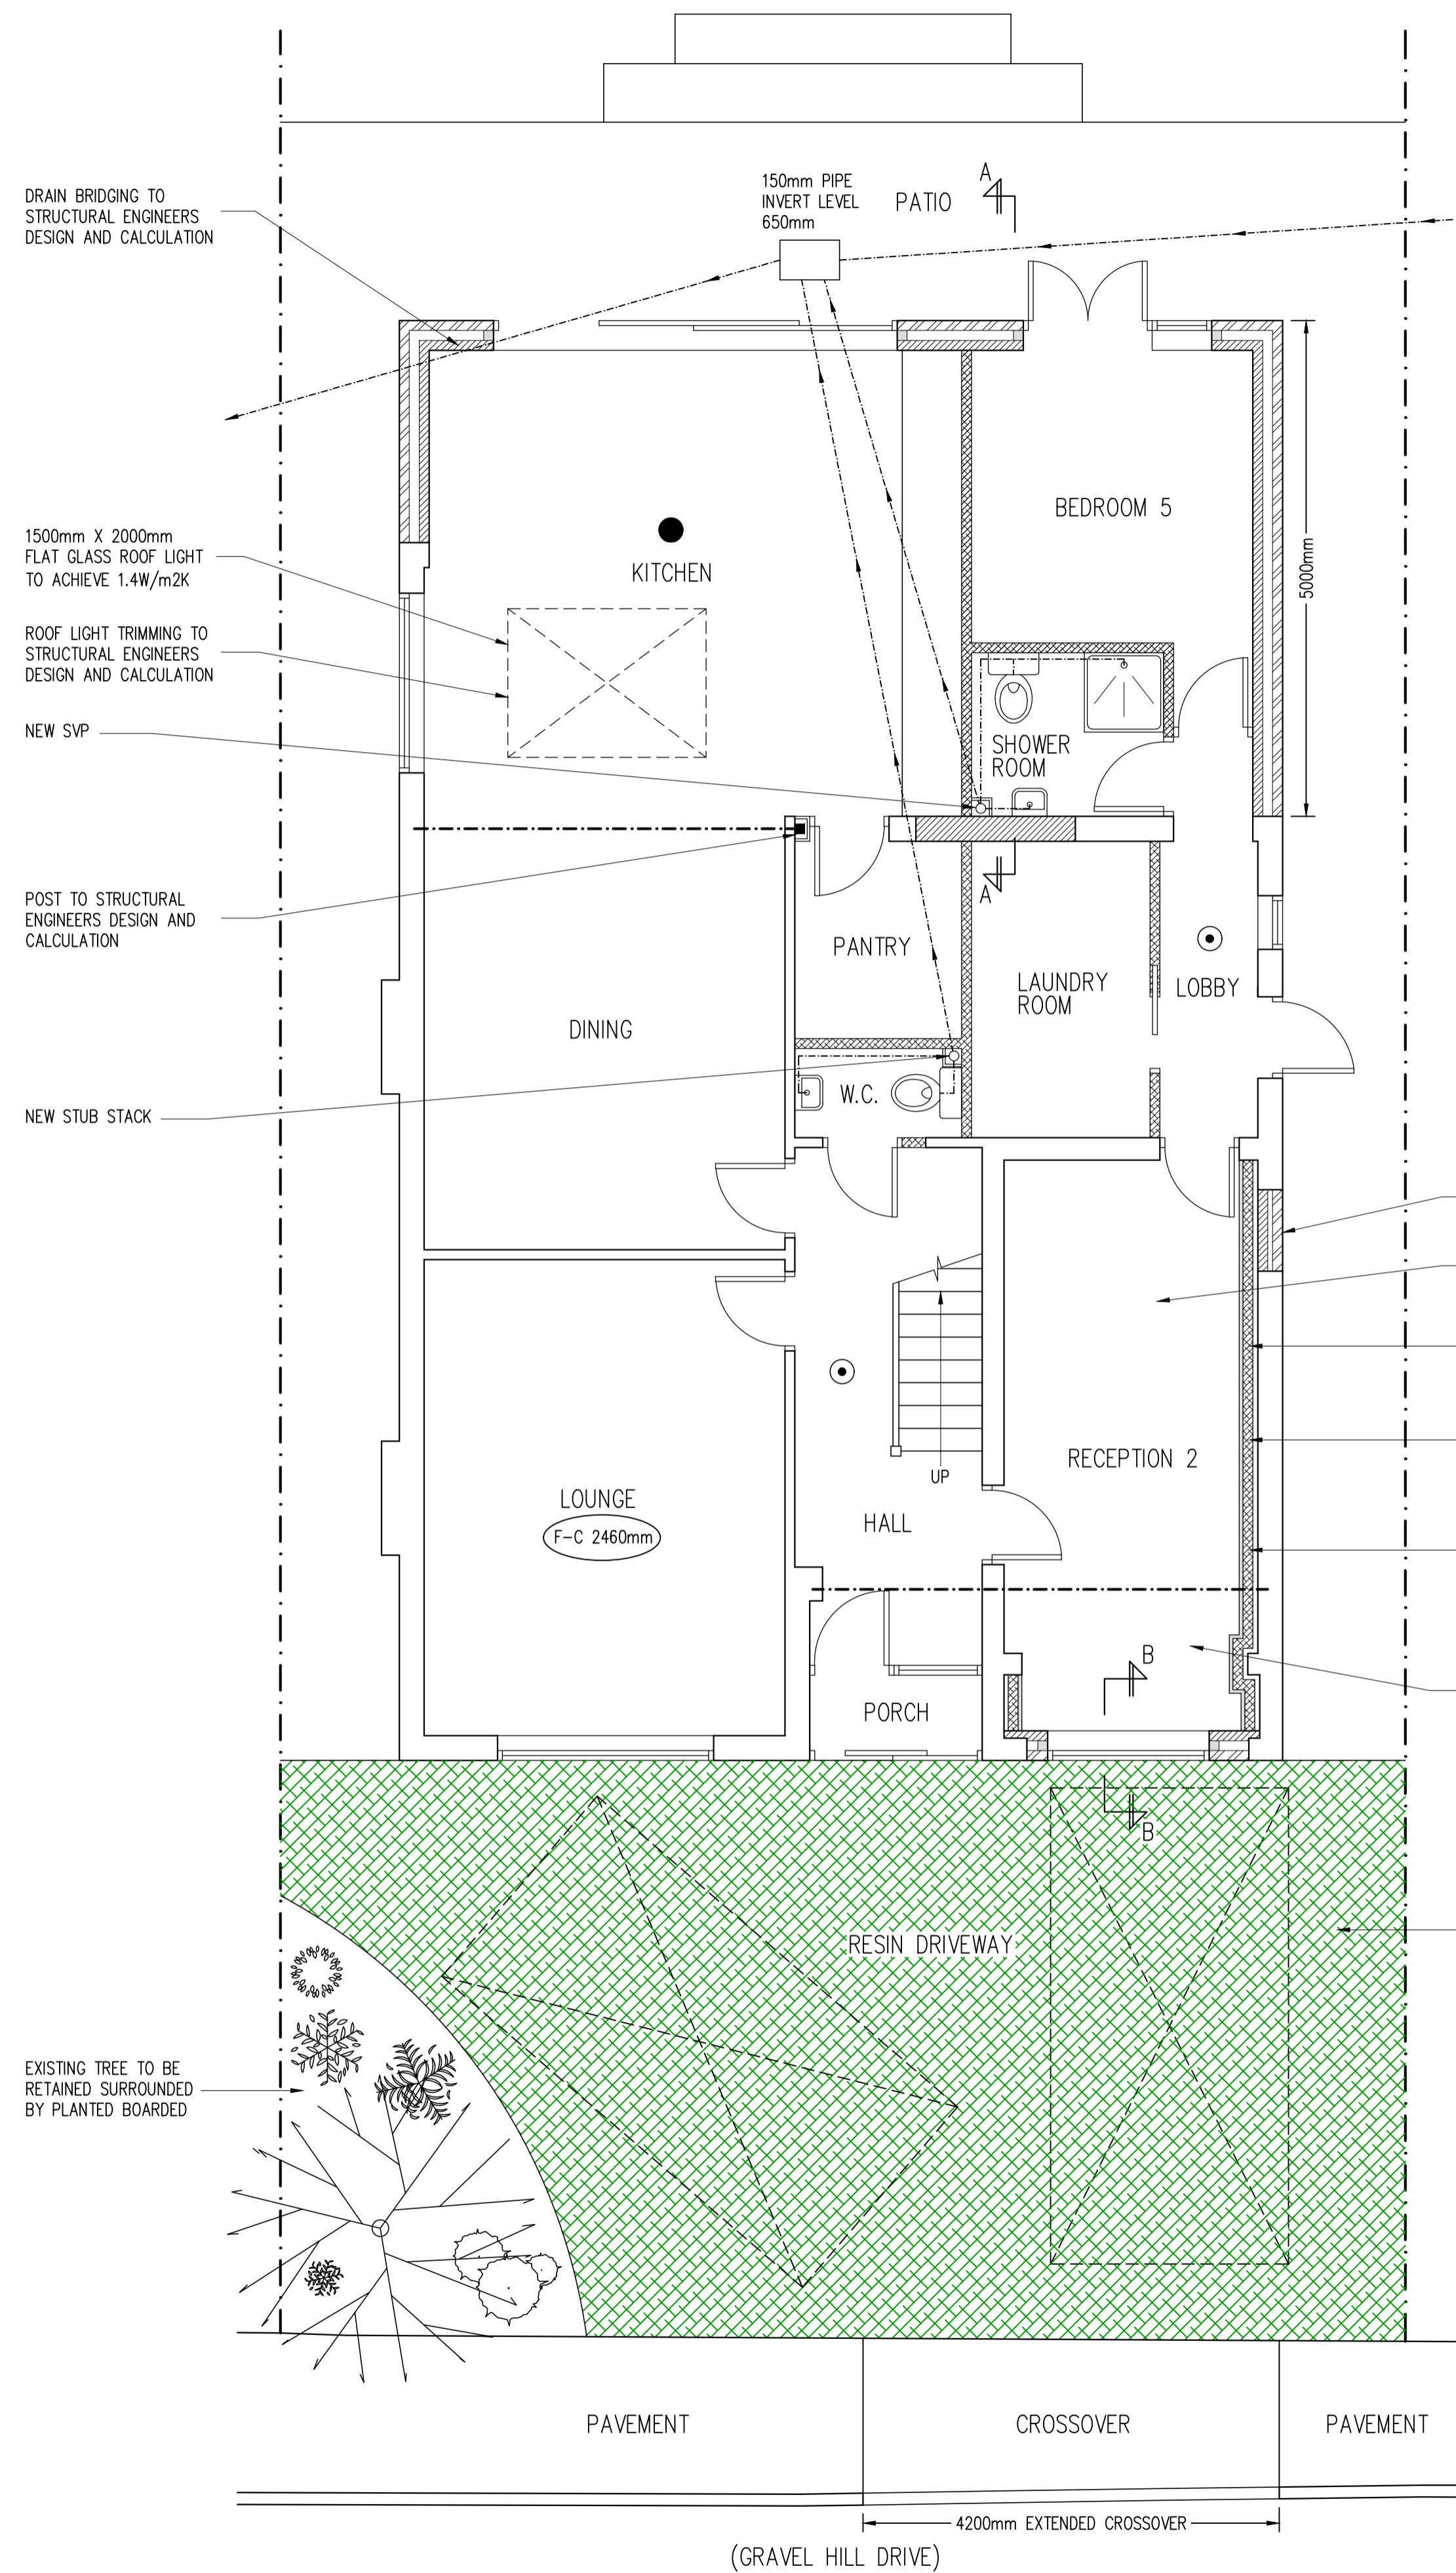 DRAIN BRIDGING TO
STRUCTURAL ENGINEERS
DESIGN AND CALCULATION
150mm PIPE
INVERT LEVEL
650mm
PATIO
A
BEDROOM 5
5000mm
1500mm X 2000mm
FLAT GLASS ROOF LIGHT
TO ACHIEVE 1.4W/m2K
KITCHEN
ROOF LIGHT TRIMMING TO
STRUCTURAL ENGINEERS
DESIGN AND CALCULATION
NEW SVP
SHOWER
ROOM
A
POST TO STRUCTURAL
ENGINEERS DESIGN AND
CALCULATION
PANTRY
LAUNDRY
ROOM
LOBBY
DINING
NEW STUB STACK
W.C.
UP
RECEPTION 2
LOUNGE
F-C 2460mm
HALL
B
PORCH
B
RESIN DRIVEWAY
EXISTING TREE TO BE
RETAINED SURROUNDED
BY PLANTED BOARDED
PAVEMENT
CROSSOVER
PAVEMENT
4200mm EXTENDED CROSSOVER
(GRAVEL HILL DRIVE)